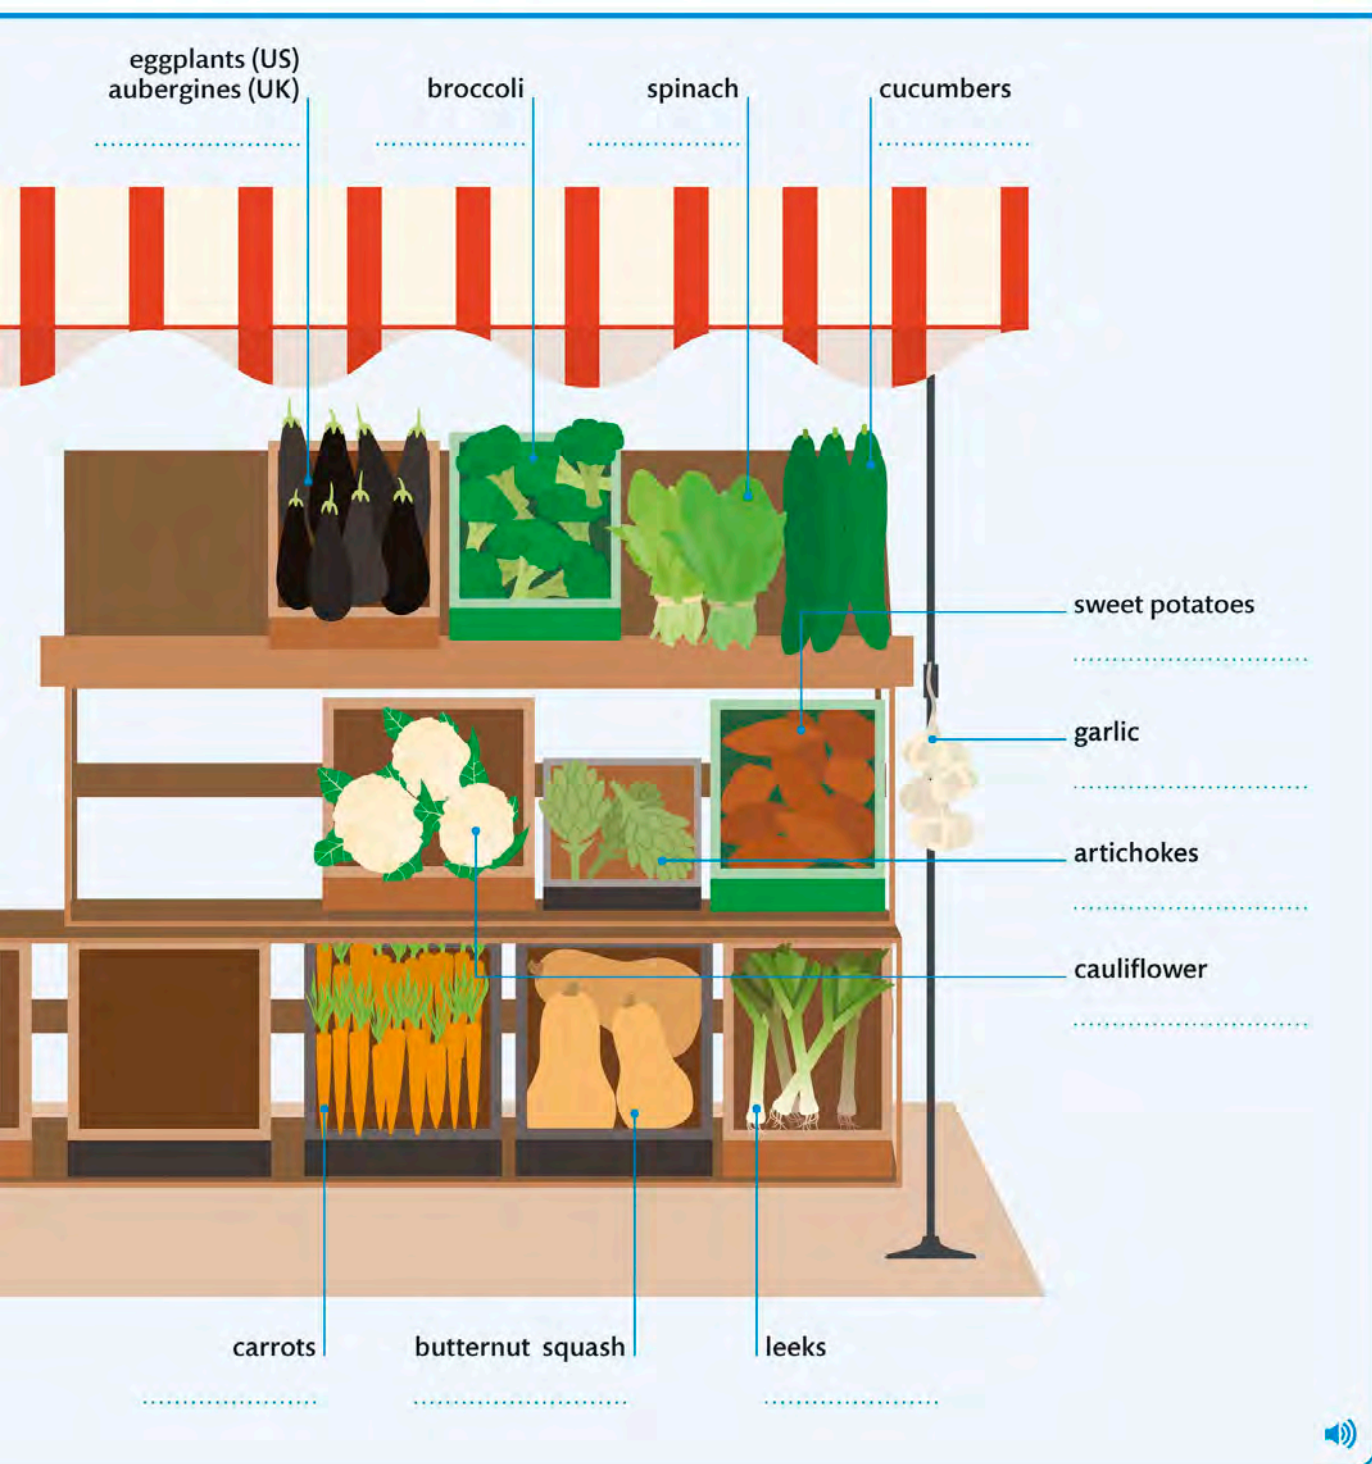 eggplants (US)
aubergines (UK)
broccoli
spinach
cucumbers
sweet potatoes
garlic
artichokes
cauliflower
carrots
butternut squash
leeks